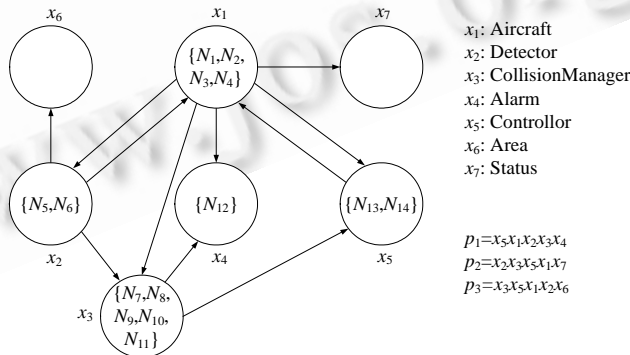 x6
x1
x7
{N1,N2,
N3,N4}
{N5,N6}
{N12}
{N13,N14}
x2
x4
x5
x3
{N7,N8,
N9,N10,
N11}
x1: Aircraft
x2: Detector
x3: CollisionManager
x4: Alarm
x5: Controllor
x6: Area
x7: Status
p1=x5x1x2x3x4
p2=x2x3x5x1x7
p3=x3x5x1x2x6